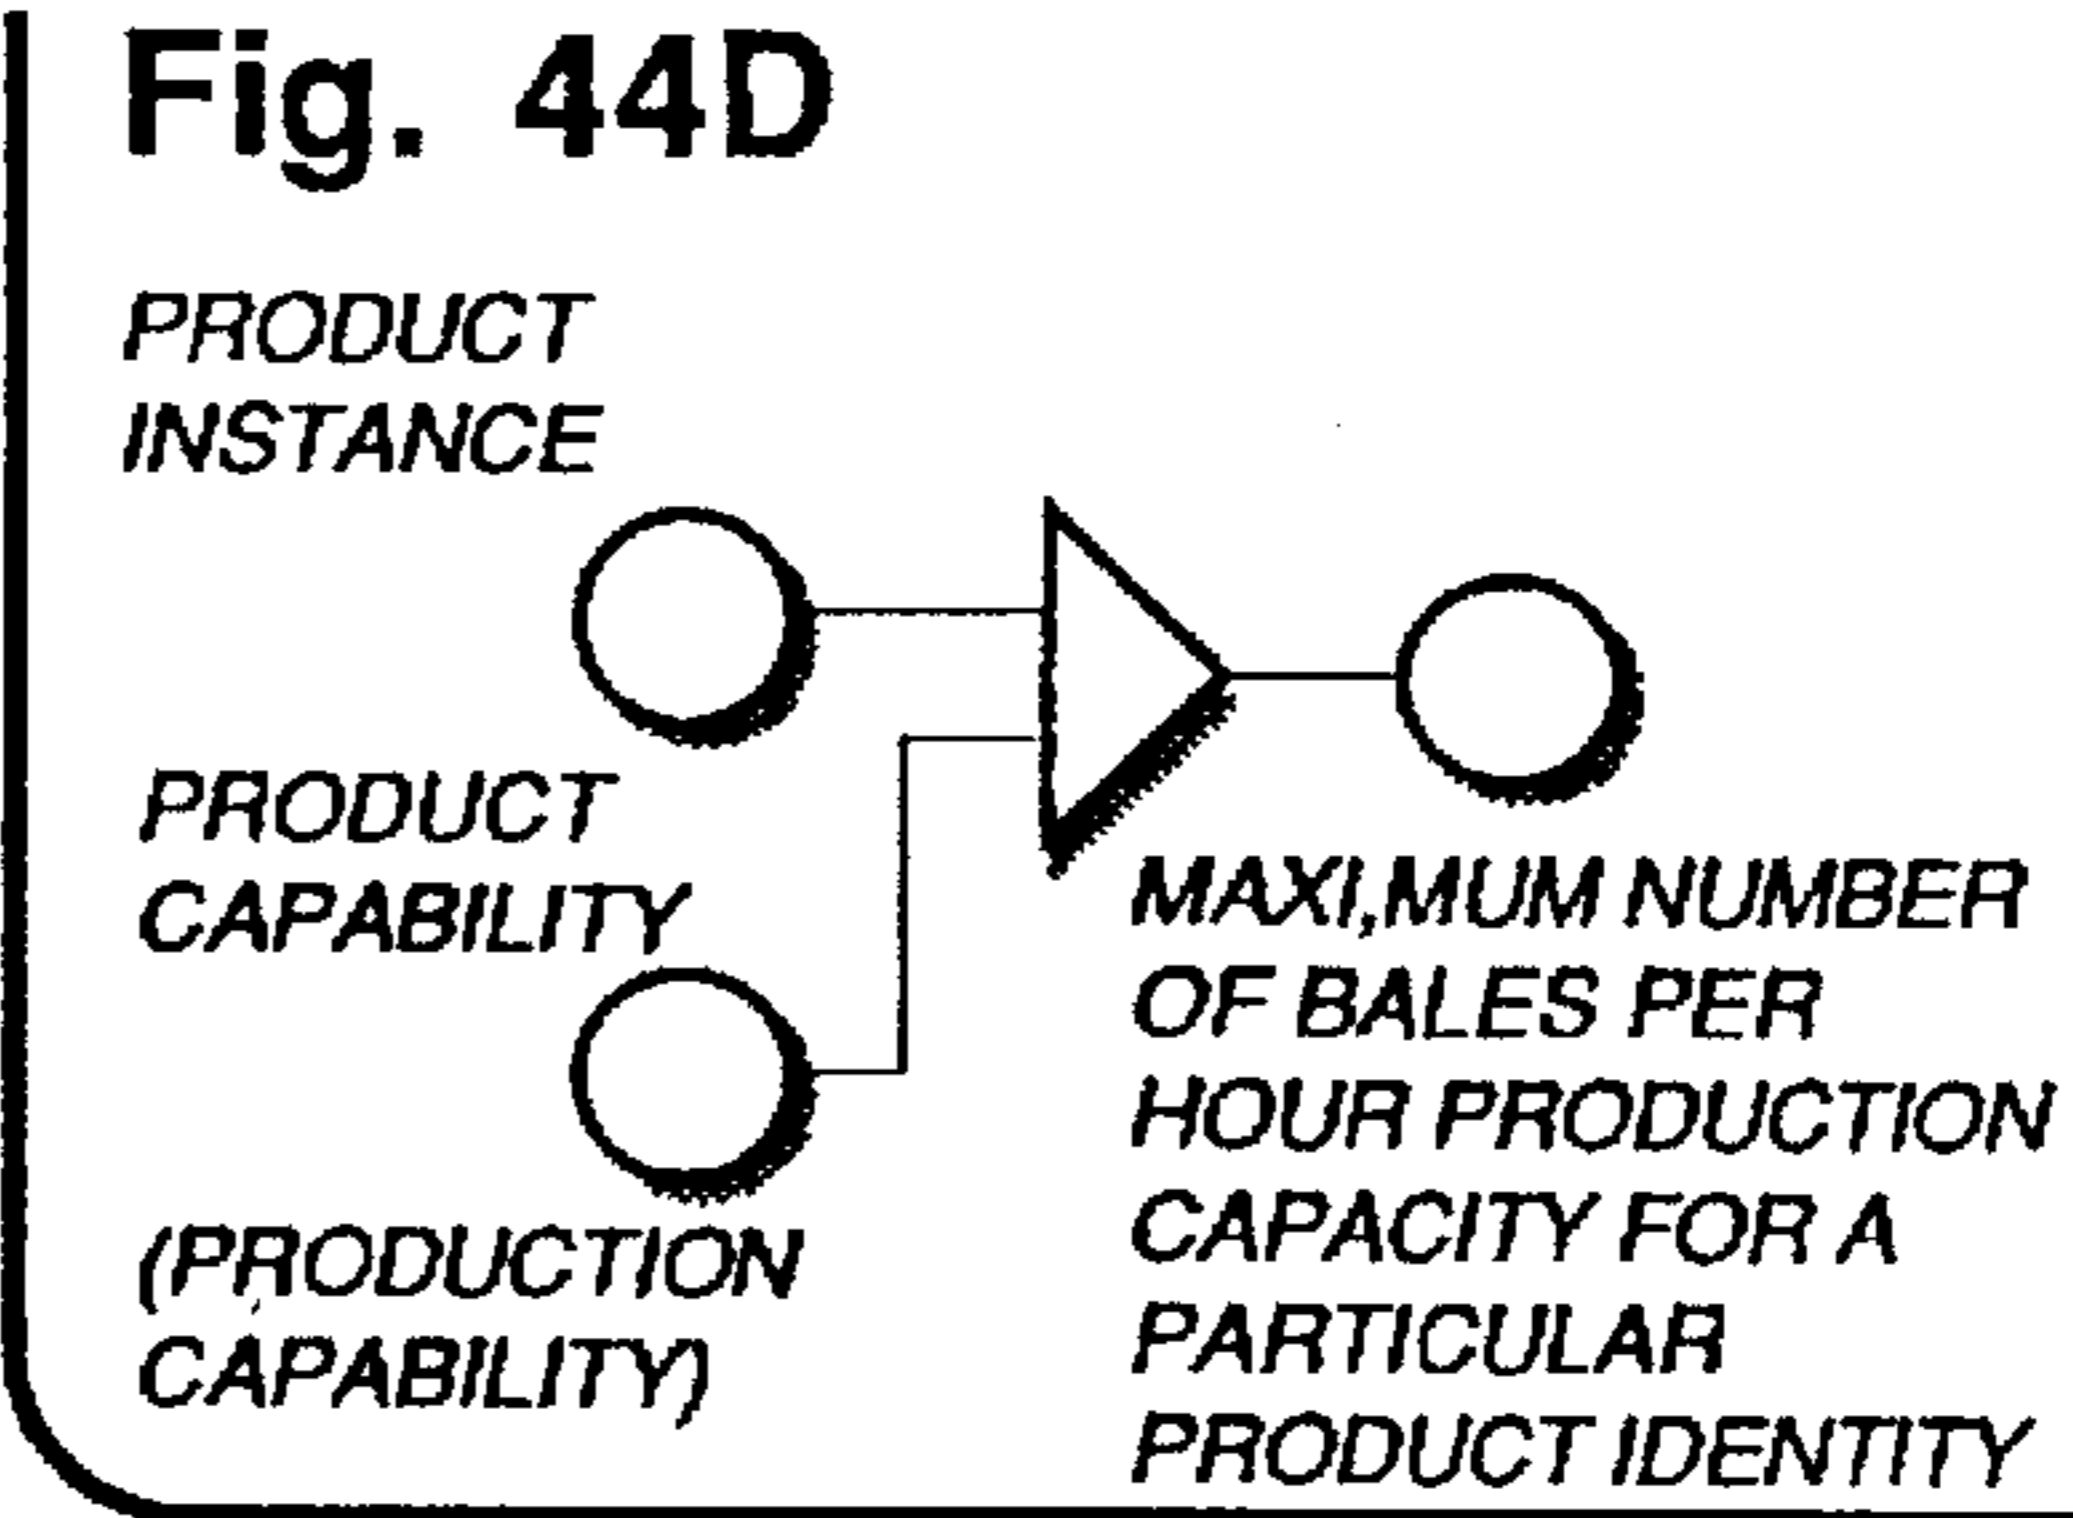 Fig. 44D
PRODUCT
INSTANCE
PRODUCT
CAPABILITY
(PRODUCTION
CAPABILITY)
MAXI,MUM NUMBER
OF BALES PER
HOUR PRODUCTION
CAPACITY FOR A
PARTICULAR
PRODUCT IDENTITY